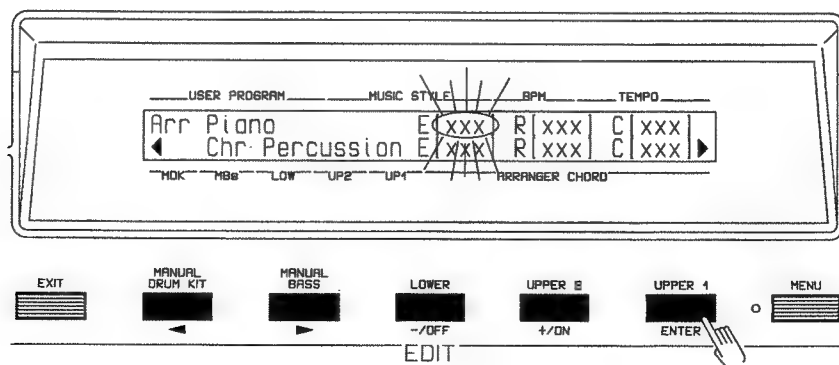 USER PROGRAM MUSIC STYLE BPM TEMPO
Arr Piano E[xxx] R[xxx] C[xxx]
◀ Chr Percussion E[xxx] R[xxx] C[xxx] ▶
MDK MBs LOW UP2 UP1 ARRANGER CHORD
EXIT MANUAL DRUM KIT MANUAL BASS LOWER UPPER 2 UPPER 1 MENU
◀ ▶ -/OFF +/ON ENTER
EDIT